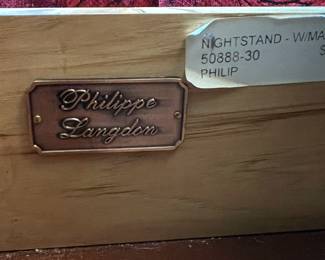 NIGHTSTAND - W/MA
50888-30 S
PHILIP
Philippe
Langdon